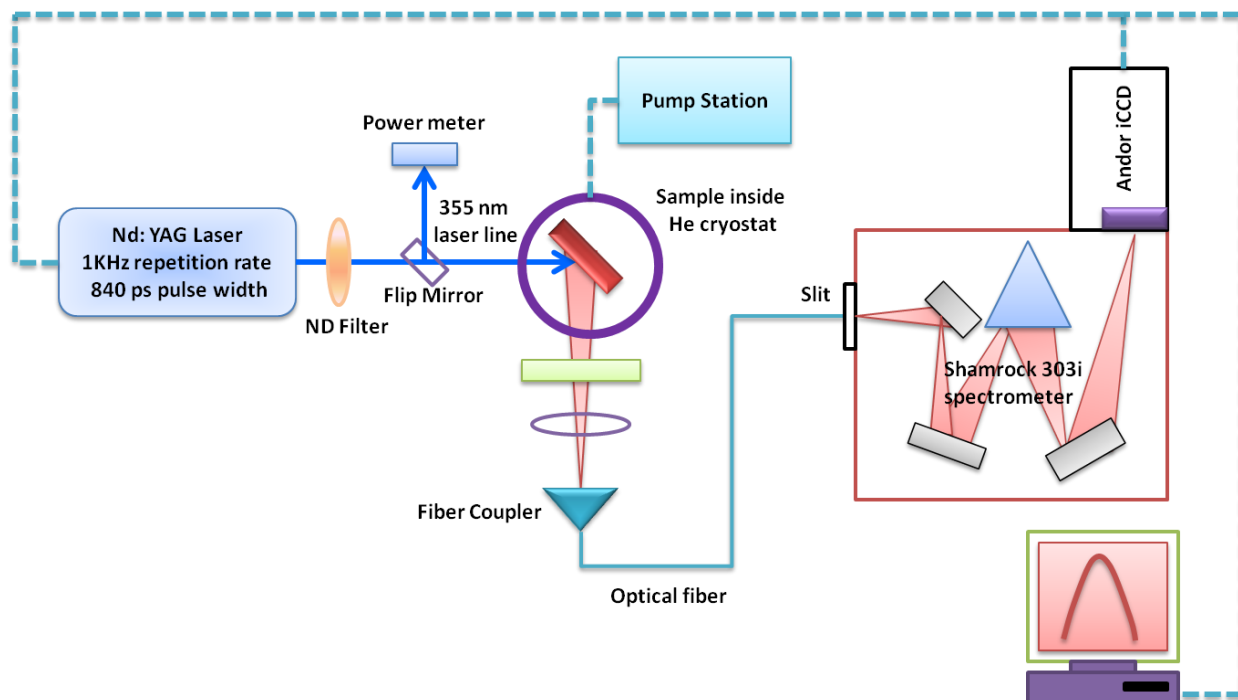 Pump Station
Andor iCCD
Power meter
355 nm
laser line
Sample inside
He cryostat
Nd: YAG Laser
1KHz repetition rate
840 ps pulse width
Flip Mirror
ND Filter
Slit
Shamrock 303i
spectrometer
Fiber Coupler
Optical fiber